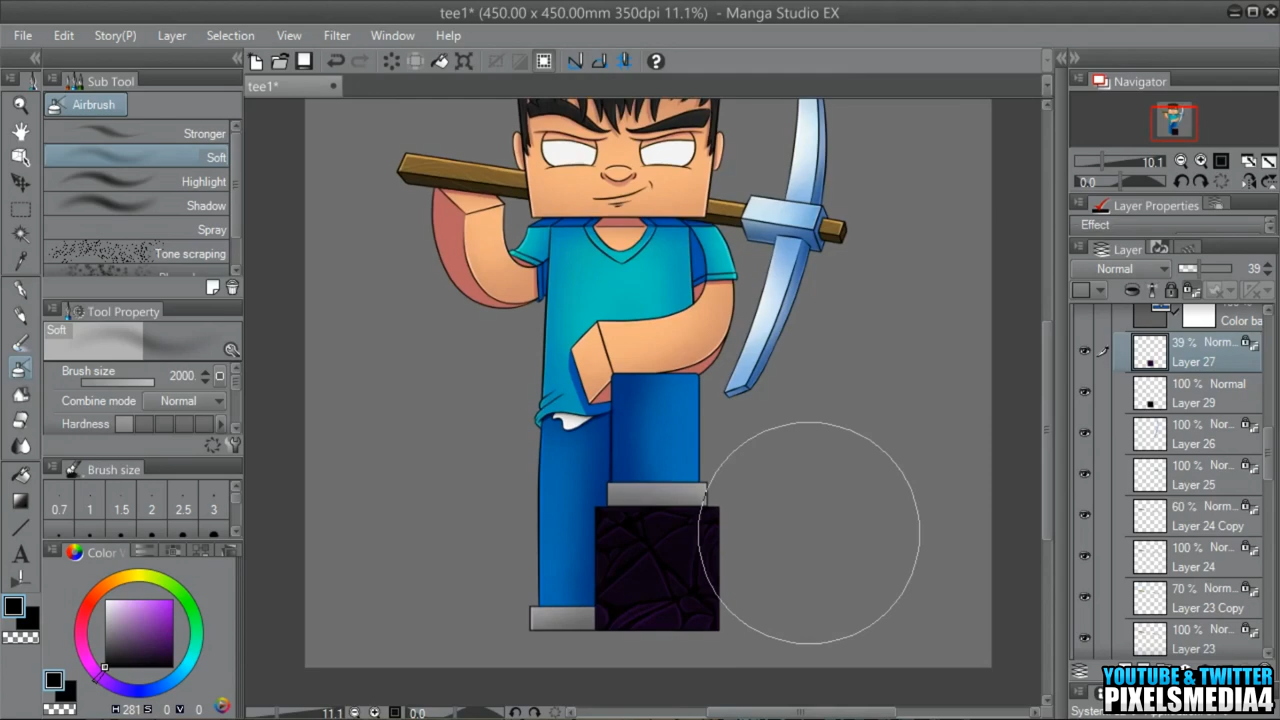 tee1* (450.00 x 450.00mm 350dpi 11.1%) - Manga Studio EX
File Edit Story(P) Layer Selection View Filter Window Help
tee1*
Sub Tool
Airbrush
Stronger
Soft
Highlight
Shadow
Spray
Tone scraping
Tool Property
Soft
Brush size 2000.
Combine mode Normal
Hardness
Brush size
0.7 1 1.5 2 2.5 3
Color
H 281 S 0 V 0
11.1 0.0
Navigator
10.1
0.0
Layer Properties
Effect
Layer
Normal 39
Color ba
39 % Norm...
Layer 27
100% Normal
Layer 29
100 % Nor...
Layer 26
100 % Nor...
Layer 25
60 % Norm...
Layer 24 Copy
100 % Nor...
Layer 24
70 % Norm...
Layer 23 Copy
100 % Nor...
Layer 23
YOUTUBE & TWITTER
PIXELSMEDIA4